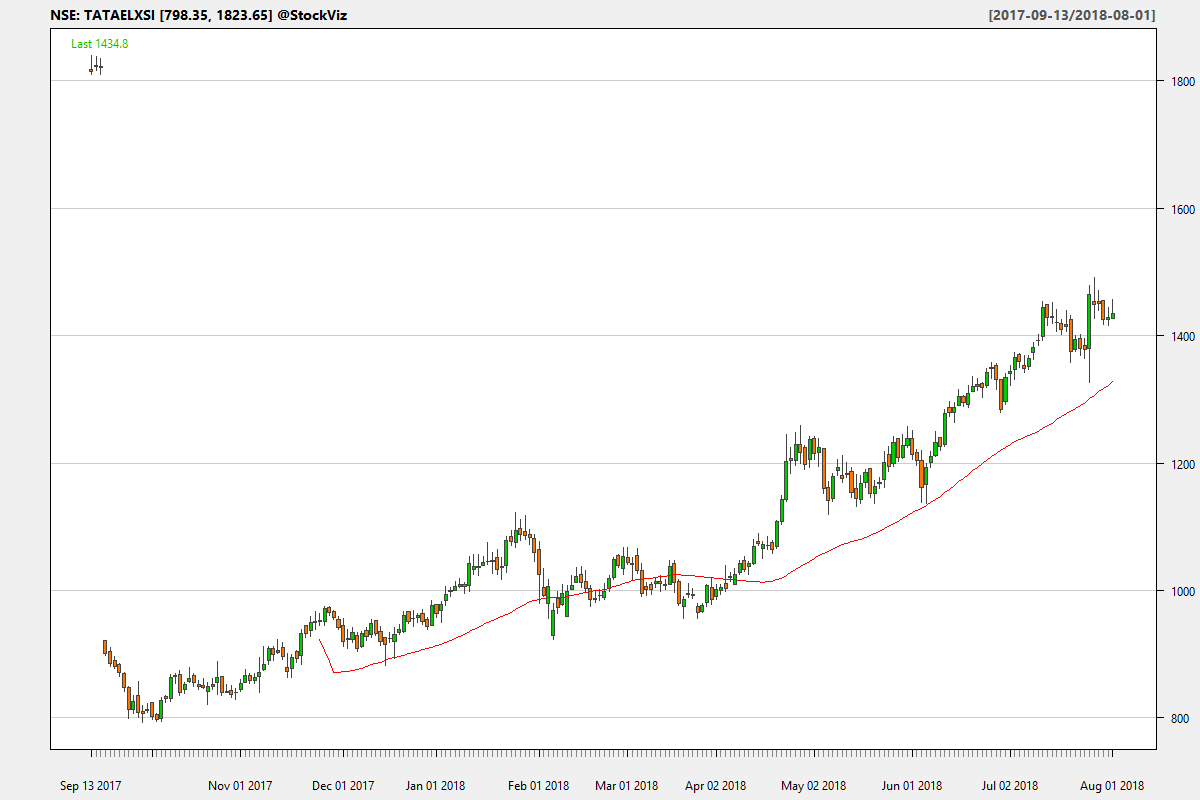 NSE: TATAELXSI [798.35, 1823.65] @StockViz [2017-09-13/2018-08-01]
Last 1434.8
1800
1600
1400
1200
1000
800
Sep 13 2017 Nov 01 2017 Dec 01 2017 Jan 01 2018 Feb 01 2018 Mar 01 2018 Apr 02 2018 May 02 2018 Jun 01 2018 Jul 02 2018 Aug 01 2018